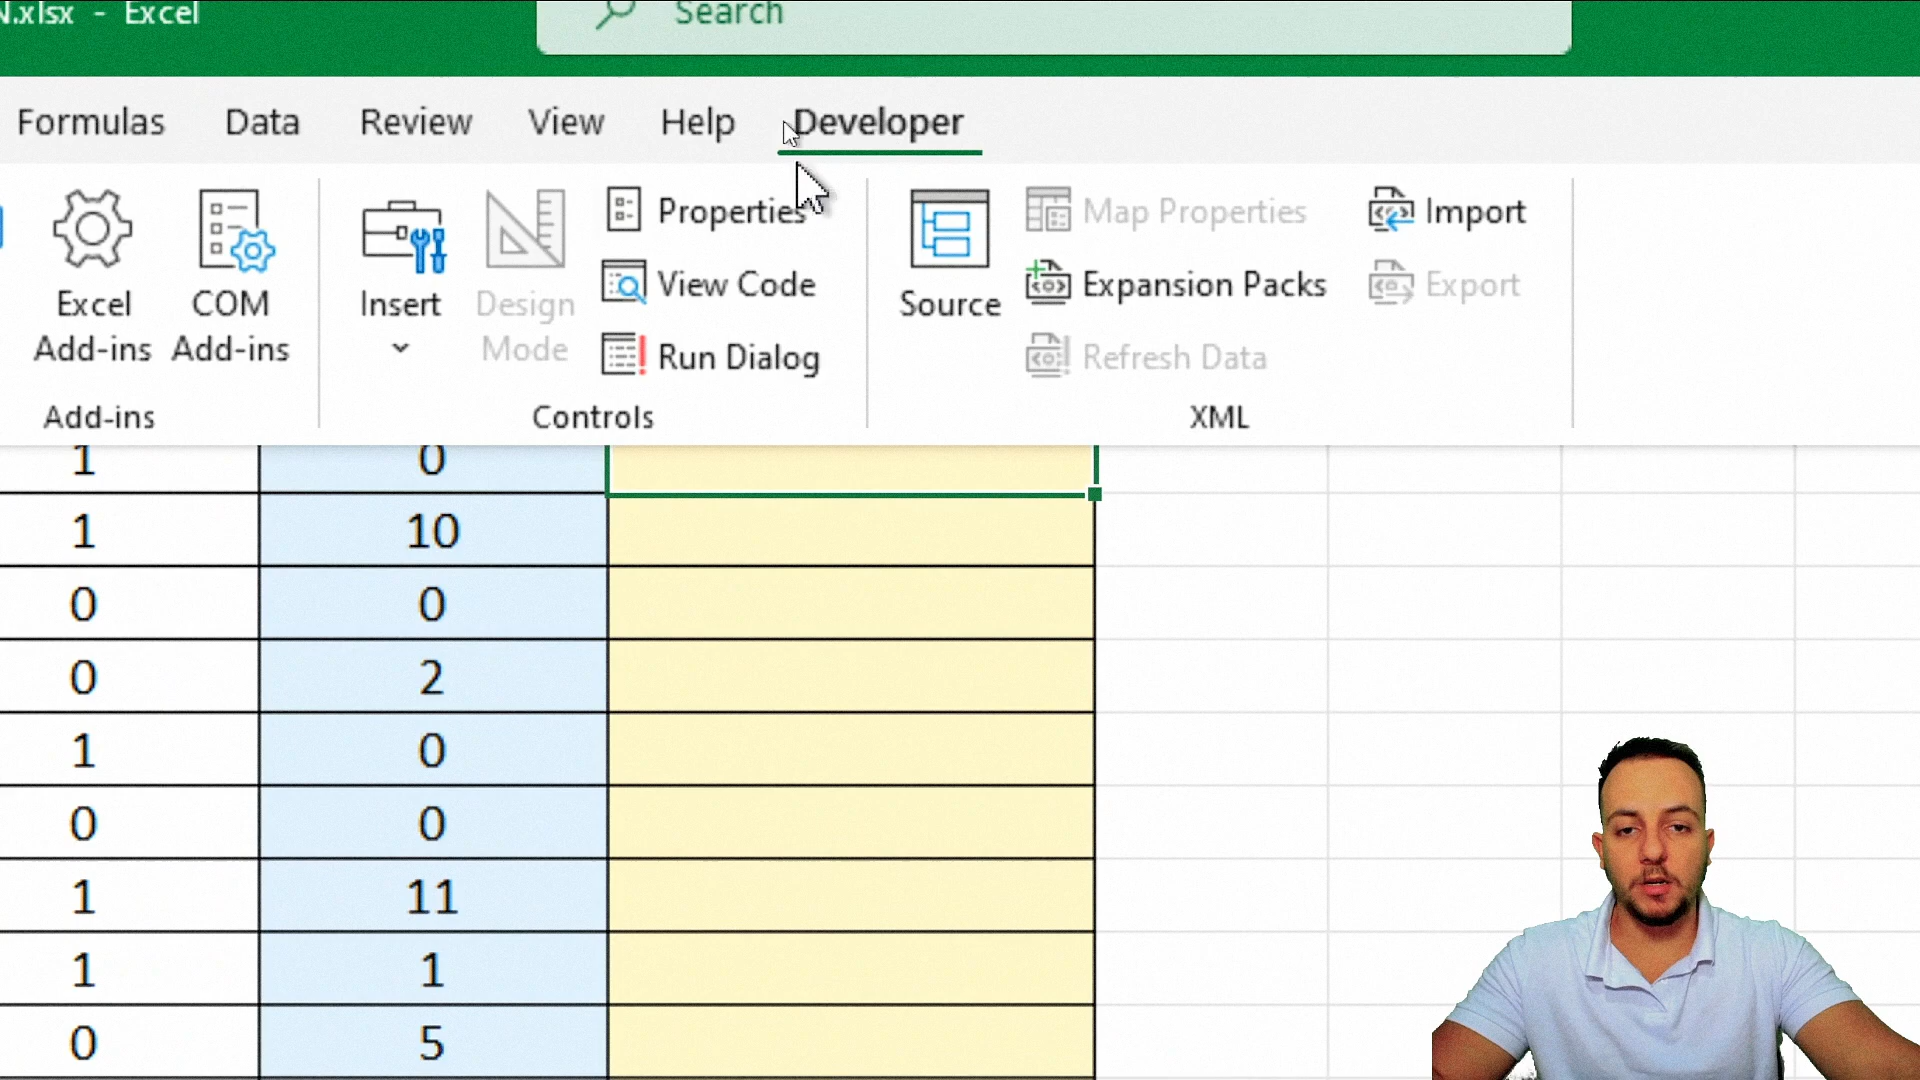 N.xlsx - Excel
Search
Formulas Data Review View Help Developer
Excel Add-ins
COM Add-ins
Insert
Design Mode
Properties
View Code
Run Dialog
Source
Map Properties
Expansion Packs
Refresh Data
Import
Export
Add-ins
Controls
XML
1 0
1 10
0 0
0 2
1 0
0 0
1 11
1 1
0 5